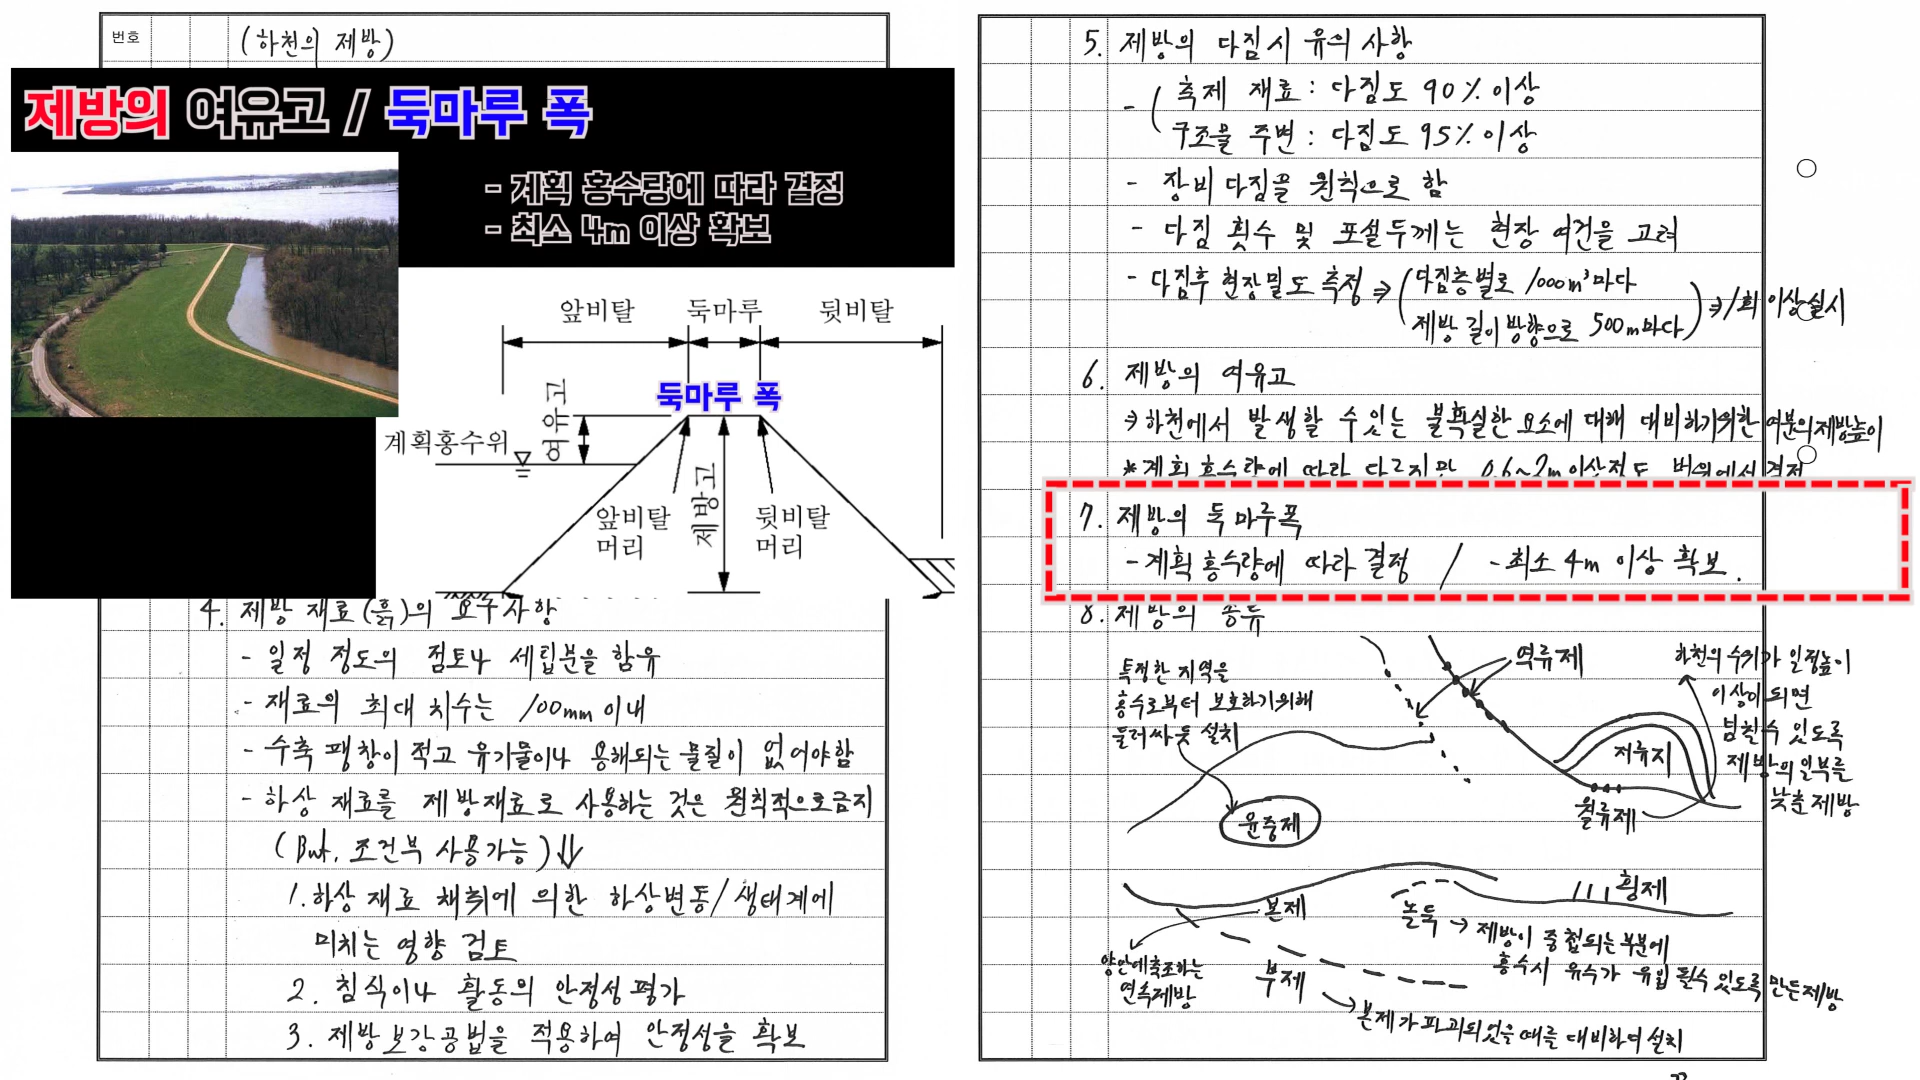 번호
(하천의 제방)
제방의 여유고 / 둑마루 폭
- 계획 홍수량에 따라 결정
- 최소 4m 이상 확보
앞비탈 둑마루 뒷비탈
둑마루 폭
여유고
계획홍수위
제방고
앞비탈 머리
뒷비탈 머리
4. 제방 재료(흙)의 요구사항
- 일정 정도의 점토나 세립분을 함유
- 재료의 최대 치수는 100mm 이내
- 수축 팽창이 적고 유기물이나 용해되는 물질이 없어야함
- 하상 재료를 제방재료로 사용하는 것은 원칙적으로금지
(But, 조건부 사용가능)⇓
1. 하상 재료 채취에 의한 하상변동/생태계에
미치는 영향 검토
2. 침식이나 활동의 안정성 평가
3. 제방보강공법을 적용하여 안정성을 확보
5. 제방의 다짐시 유의 사항
- ( 축제 재료 : 다짐도 90% 이상
구조물 주변 : 다짐도 95% 이상
- 장비다짐을 원칙으로 함
- 다짐 횟수 및 포설두께는 현장 여건을 고려
- 다짐후 현장밀도 측정 ⇒ (다짐층별로 1000m³마다
제방 길이방향으로 500m마다) ⇒ 1회 이상 실시
6. 제방의 여유고
⇒ 하천에서 발생할 수 있는 불확실한 요소에 대해 대비하기위한 여분의 제방높이
* 계획 홍수량에 따라 다르지만 0.6~2m 이상정도 범위에서 결정
7. 제방의 둑마루폭
- 계획 홍수량에 따라 결정 / - 최소 4m 이상 확보.
8. 제방의 종류
특정한 지역을
홍수로부터 보호하기위해
둘러싸듯 설치
윤중제
역류제
하천의 수위가 일정높이
이상이 되면
넘칠수 있도록
제방의 일부를
낮춘 제방
저류지
월류제
본제
양안에축조하는
연속제방
부제
본제가 파괴되었을 때를 대비하여 설치
놀둑 → 제방이 중첩되는 부분에
홍수시 유수가 유입될수 있도록 만든제방
횡제